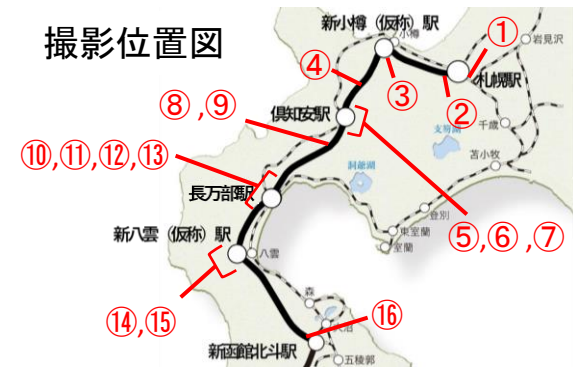 撮影位置図
新小樽（仮称）駅
小樽
①
岩見沢
④
札幌駅
③
②
⑧,⑨
倶知安駅
千歳
支笏湖
⑩,⑪,⑫,⑬
苫小牧
洞爺湖
長万部駅
登別
⑤,⑥,⑦
新八雲（仮称）駅
東室蘭
室蘭
八雲
⑭,⑮
森
⑯
大沼
新函館北斗駅
五稜郭